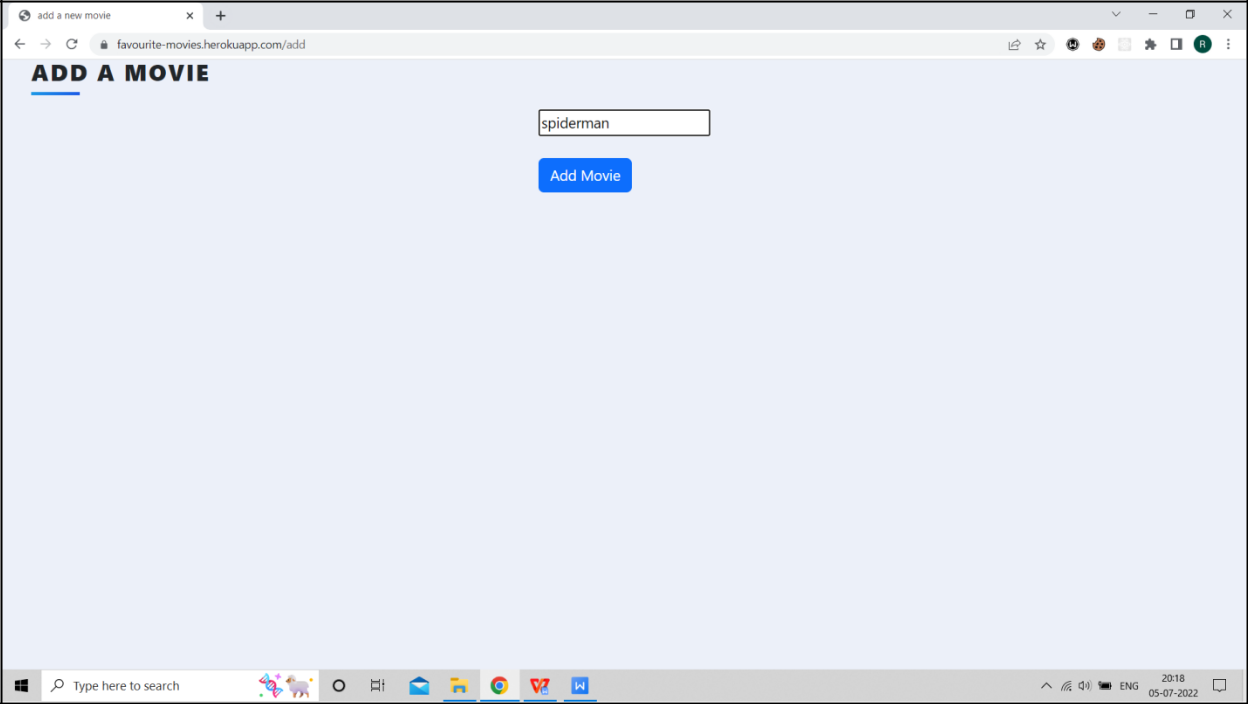 add a new movie
favourite-movies.herokuapp.com/add
R
ADD A MOVIE
spiderman
Add Movie
Type here to search
W
ENG
20:18
05-07-2022